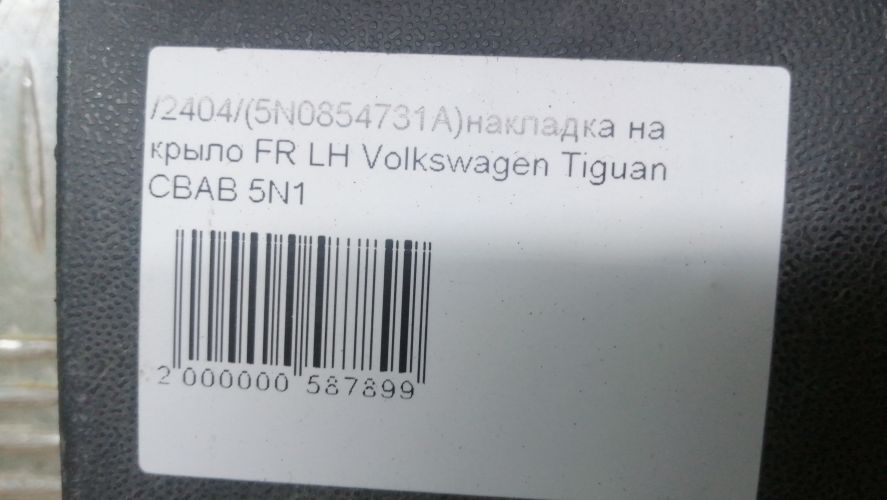 /2404/(5N0854731A)накладка на
крыло FR LH Volkswagen Tiguan
CBAB 5N1
2 000000 587899